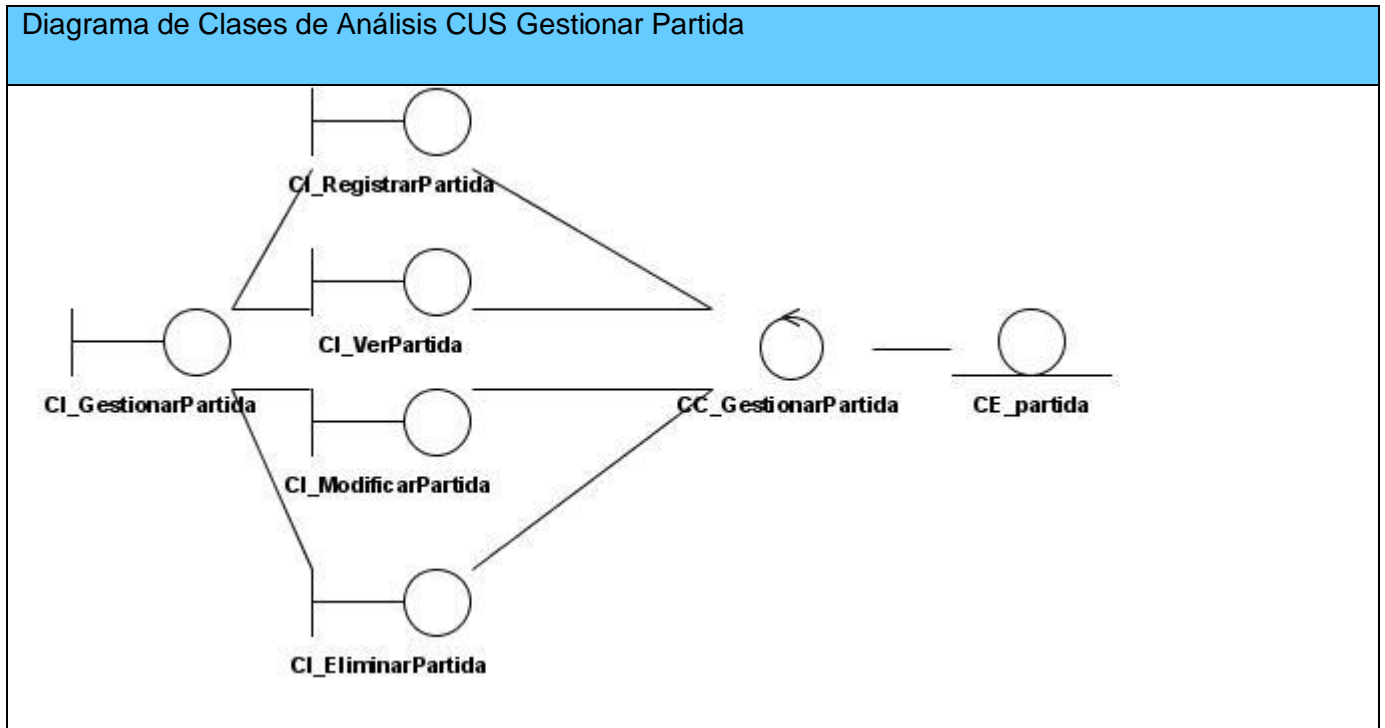 Diagrama de Clases de Análisis CUS Gestionar Partida
CI_RegistrarPartida
CI_VerPartida
CI_GestionarPartida
CC_GestionarPartida
CE_partida
CI_ModificarPartida
CI_EliminarPartida